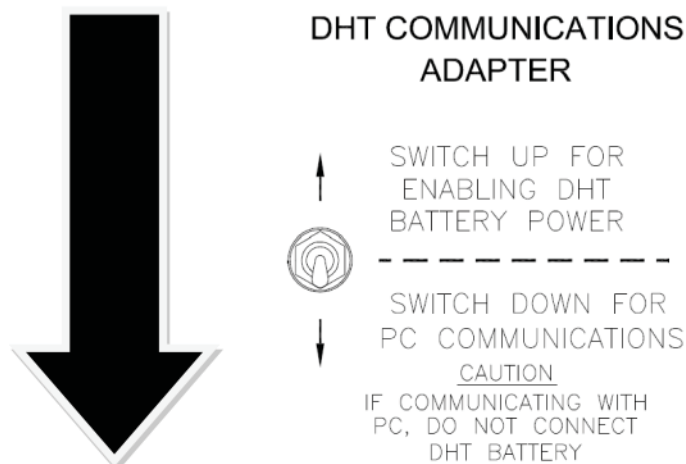 DHT COMMUNICATIONS
ADAPTER
SWITCH UP FOR
ENABLING DHT
BATTERY POWER
SWITCH DOWN FOR
PC COMMUNICATIONS
CAUTION
IF COMMUNICATING WITH
PC, DO NOT CONNECT
DHT BATTERY